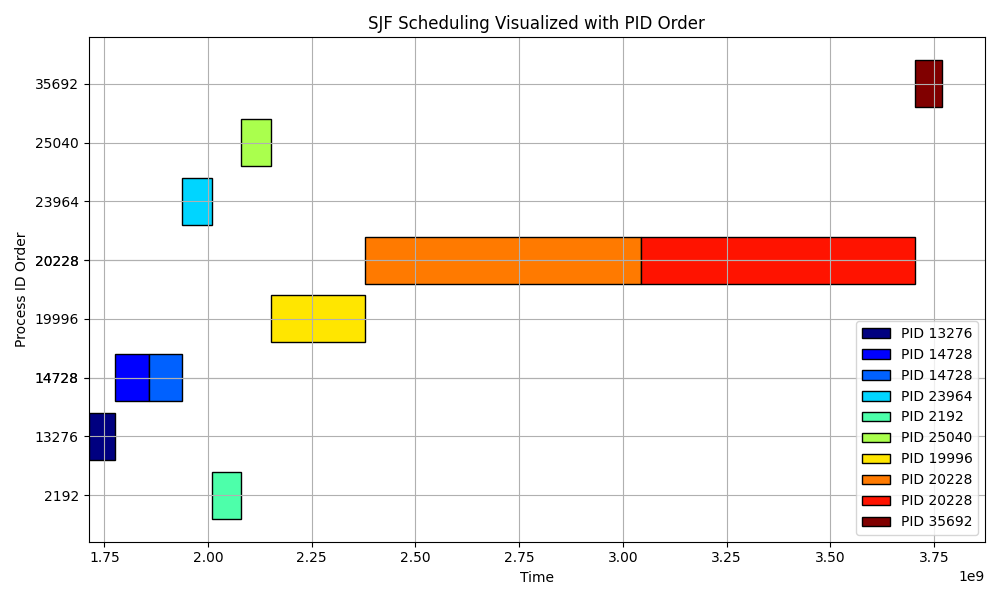 SJF Scheduling Visualized with PID Order
Process ID Order
35692
25040
23964
20228
19996
14728
13276
2192
PID 13276
PID 14728
PID 14728
PID 23964
PID 2192
PID 25040
PID 19996
PID 20228
PID 20228
PID 35692
1.75 2.00 2.25 2.50 2.75 3.00 3.25 3.50 3.75
1e9
Time